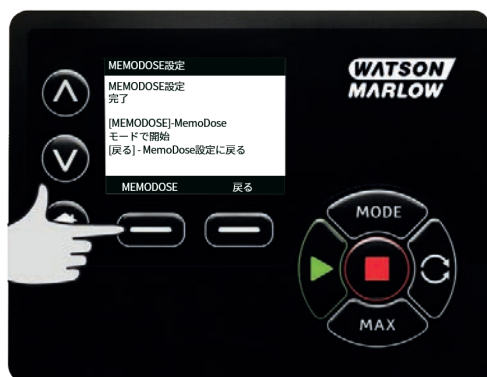 MEMODOSE設定
MEMODOSE設定
完了
[MEMODOSE]-MemoDose
モードで開始
[戻る] - MemoDose設定に戻る
MEMODOSE 戻る
WATSON
MARLOW
MODE
MAX